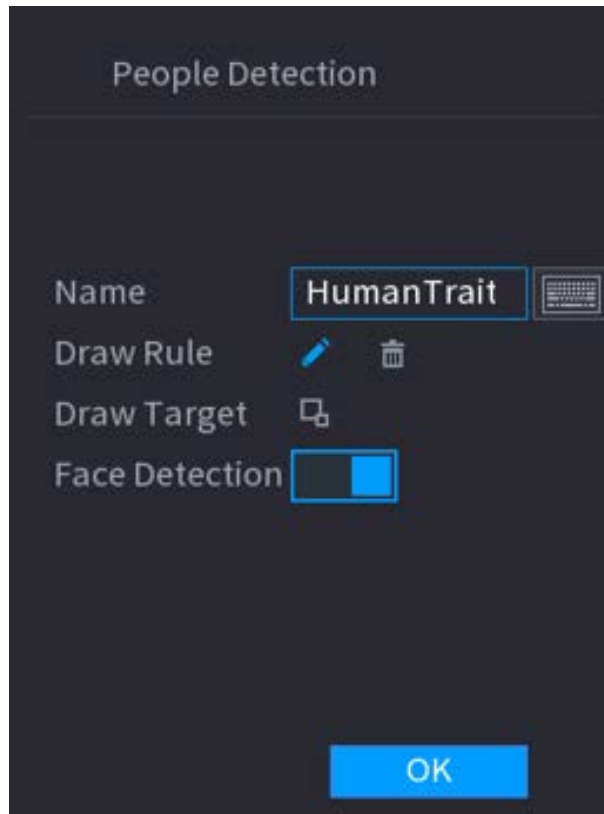 People Detection
Name HumanTrait
Draw Rule
Draw Target
Face Detection
OK